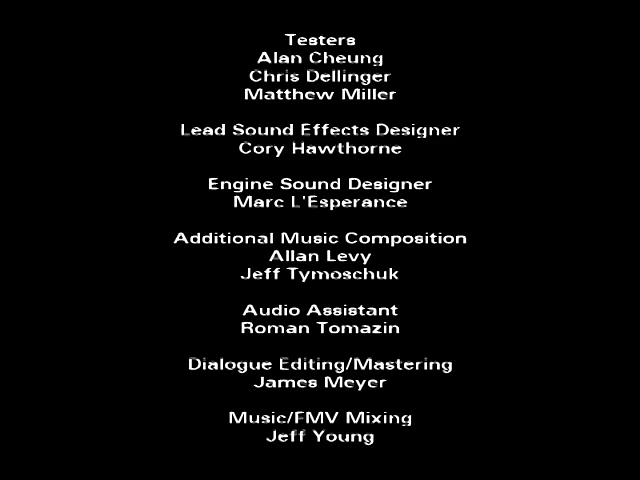 Testers
Alan Cheung
Chris Dellinger
Matthew Miller
Lead Sound Effects Designer
Cory Hawthorne
Engine Sound Designer
Marc L'Esperance
Additional Music Composition
Allan Levy
Jeff Tymoschuk
Audio Assistant
Roman Tomazin
Dialogue Editing/Mastering
James Meyer
Music/FMV Mixing
Jeff Young